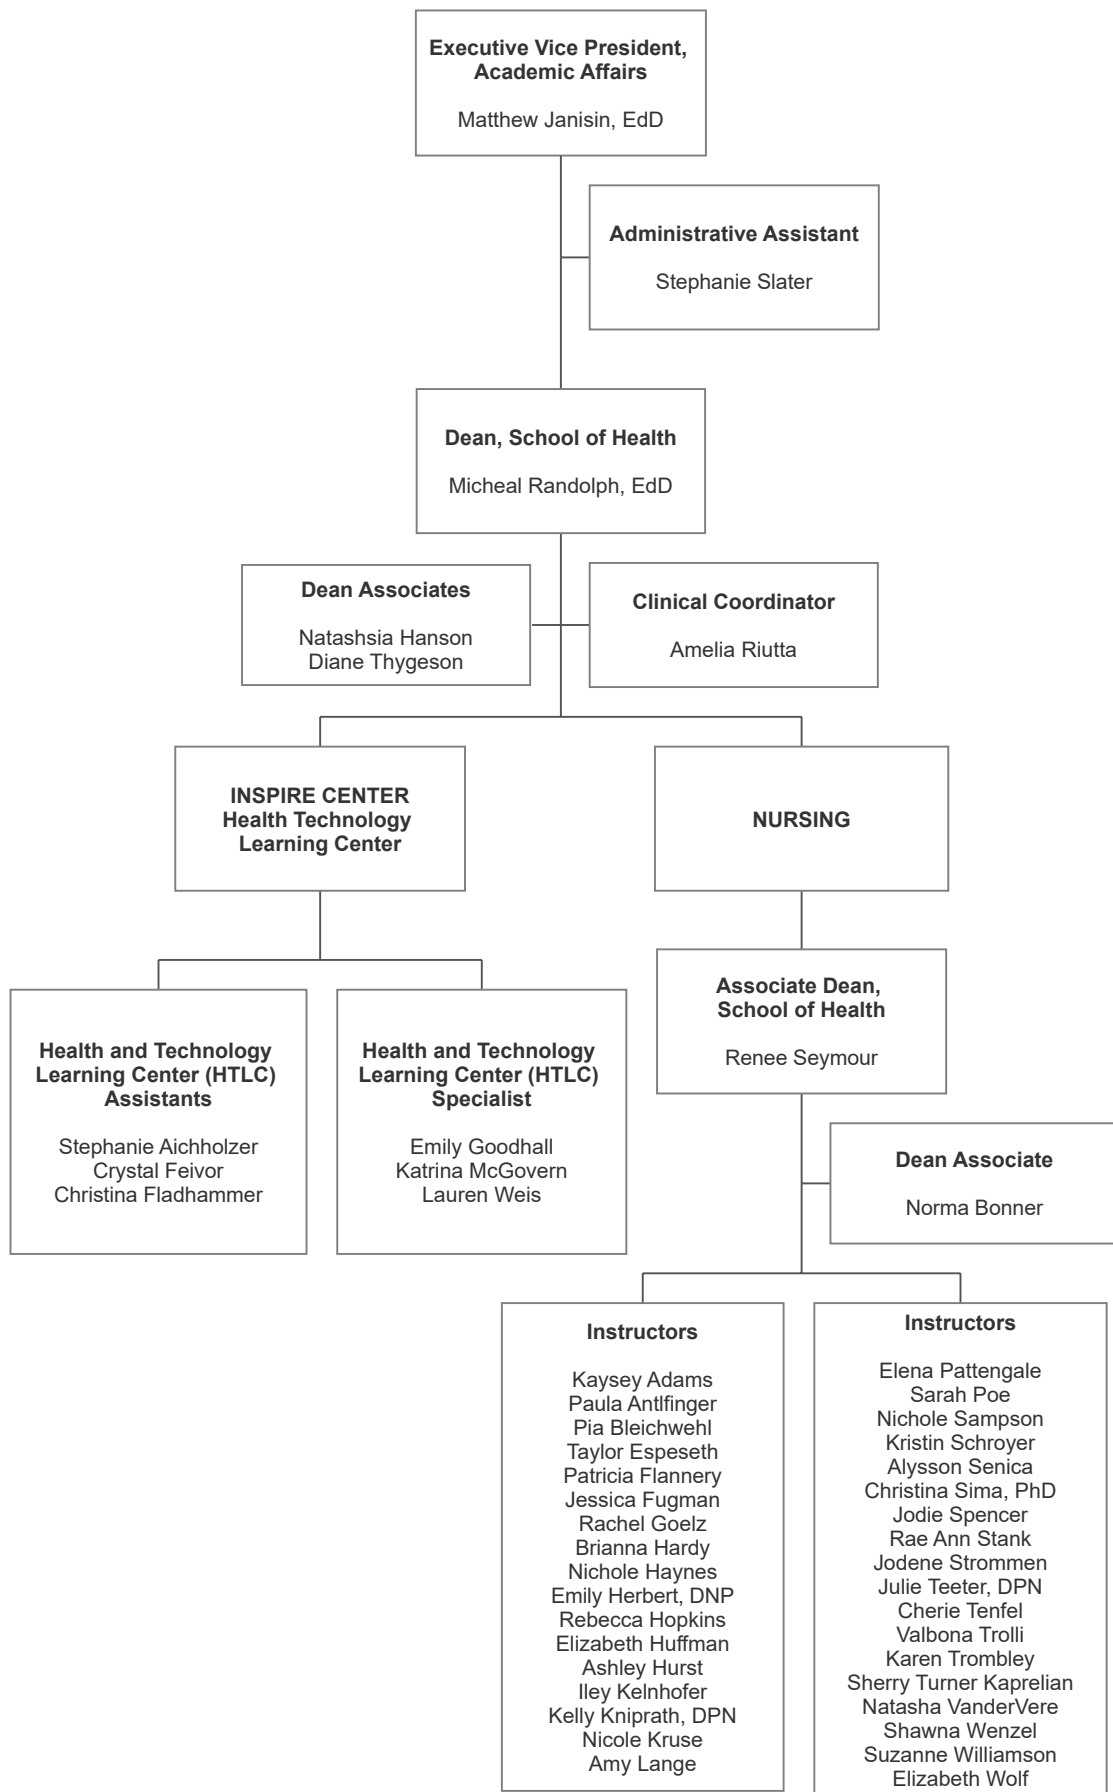 Executive Vice President,
Academic Affairs
Matthew Janisin, EdD
Administrative Assistant
Stephanie Slater
Dean, School of Health
Micheal Randolph, EdD
Dean Associates
Natashsia Hanson
Diane Thygeson
Clinical Coordinator
Amelia Riutta
INSPIRE CENTER
Health Technology
Learning Center
NURSING
Health and Technology
Learning Center (HTLC)
Assistants
Stephanie Aichholzer
Crystal Feivor
Christina Fladhammer
Health and Technology
Learning Center (HTLC)
Specialist
Emily Goodhall
Katrina McGovern
Lauren Weis
Associate Dean,
School of Health
Renee Seymour
Dean Associate
Norma Bonner
Instructors
Kaysey Adams
Paula Antlfinger
Pia Bleichwehl
Taylor Espeseth
Patricia Flannery
Jessica Fugman
Rachel Goelz
Brianna Hardy
Nichole Haynes
Emily Herbert, DNP
Rebecca Hopkins
Elizabeth Huffman
Ashley Hurst
Iley Kelnhofer
Kelly Kniprath, DPN
Nicole Kruse
Amy Lange
Instructors
Elena Pattengale
Sarah Poe
Nichole Sampson
Kristin Schroyer
Alysson Senica
Christina Sima, PhD
Jodie Spencer
Rae Ann Stank
Jodene Strommen
Julie Teeter, DPN
Cherie Tenfel
Valbona Trolli
Karen Trombley
Sherry Turner Kaprelian
Natasha VanderVere
Shawna Wenzel
Suzanne Williamson
Elizabeth Wolf